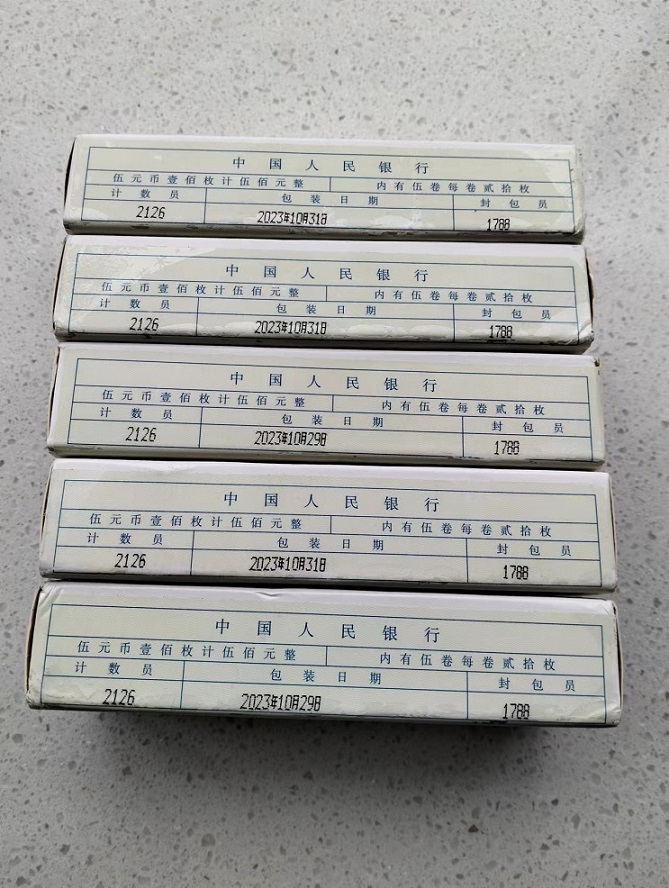 中国人民银行
伍元币壹佰枚计伍佰元整 内有伍卷每卷贰拾枚
计数员 包装日期 封包员
2126 2023年10月31日 1788
中国人民银行
伍元币壹佰枚计伍佰元整 内有伍卷每卷贰拾枚
计数员 包装日期 封包员
2126 2023年10月31日 1788
中国人民银行
伍元币壹佰枚计伍佰元整 内有伍卷每卷贰拾枚
计数员 包装日期 封包员
2126 2023年10月29日 1788
中国人民银行
伍元币壹佰枚计伍佰元整 内有伍卷每卷贰拾枚
计数员 包装日期 封包员
2126 2023年10月31日 1788
中国人民银行
伍元币壹佰枚计伍佰元整 内有伍卷每卷贰拾枚
计数员 包装日期 封包员
2126 2023年10月29日 1788